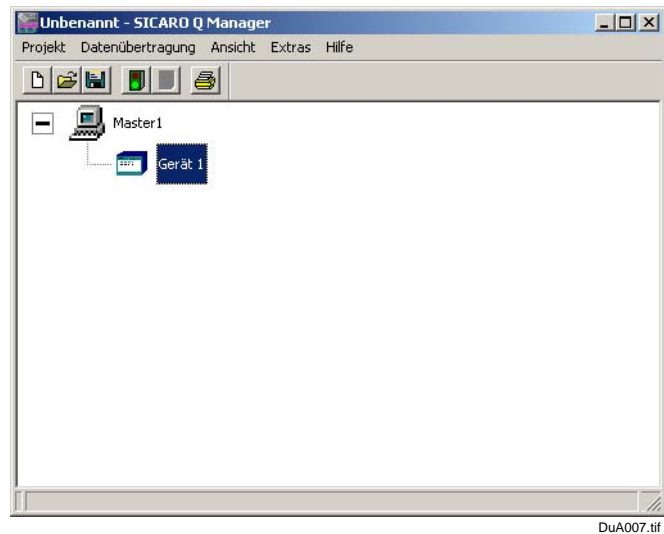 Unbenannt - SICARO Q Manager
Projekt Datenübertragung Ansicht Extras Hilfe
Master1
Gerät 1
DuA007.tif